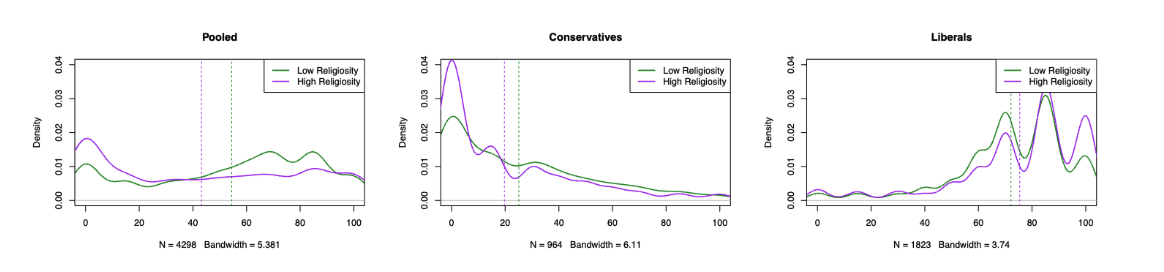 Pooled
Density
0.00 0.01 0.02 0.03 0.04
Low Religiosity
High Religiosity
0 20 40 60 80 100
N = 4298 Bandwidth = 5.381
Conservatives
Density
0.00 0.01 0.02 0.03 0.04
Low Religiosity
High Religiosity
0 20 40 60 80 100
N = 964 Bandwidth = 6.11
Liberals
Density
0.00 0.01 0.02 0.03 0.04
Low Religiosity
High Religiosity
0 20 40 60 80 100
N = 1823 Bandwidth = 3.74